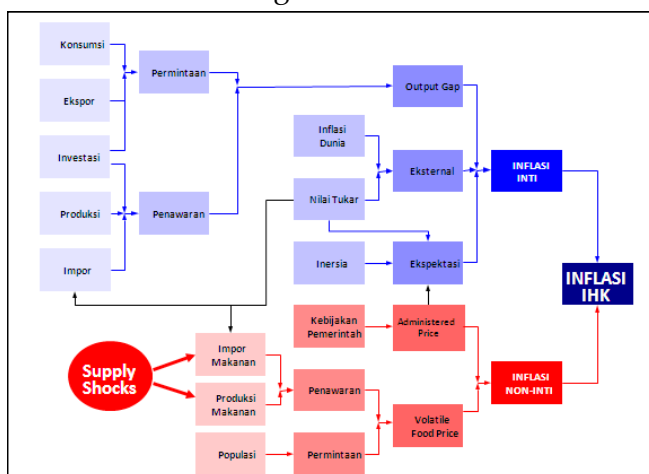 Konsumsi
Permintaan
Ekspor
Output Gap
Inflasi
Dunia
Investasi
Eksternal
INFLASI
INTI
Nilai Tukar
Produksi
Penawaran
Impor
Inersia
Ekspektasi
INFLASI
IHK
Kebijakan
Pemerintah
Administered
Price
Supply
Shocks
Impor
Makanan
Produksi
Makanan
Penawaran
INFLASI
NON-INTI
Volatile
Food Price
Populasi
Permintaan